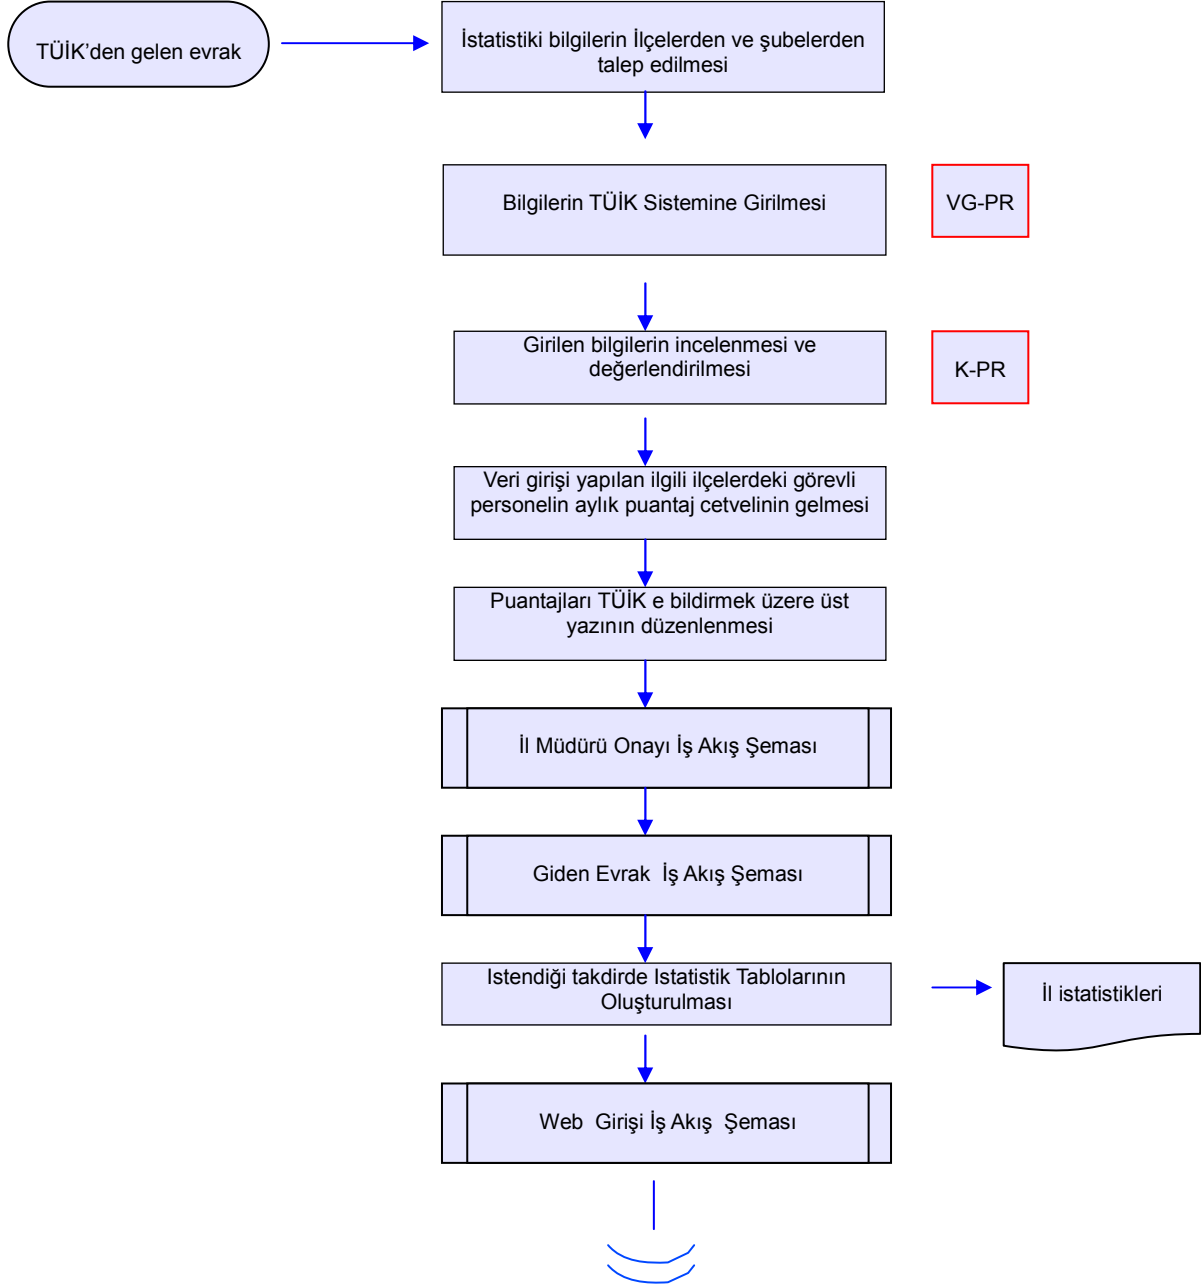 TÜİK’den gelen evrak
İstatistiki bilgilerin İlçelerden ve şubelerden
talep edilmesi
Bilgilerin TÜİK Sistemine Girilmesi
VG-PR
Girilen bilgilerin incelenmesi ve
değerlendirilmesi
K-PR
Veri girişi yapılan ilgili ilçelerdeki görevli
personelin aylık puantaj cetvelinin gelmesi
Puantajları TÜİK e bildirmek üzere üst
yazının düzenlenmesi
İl Müdürü Onayı İş Akış Şeması
Giden Evrak İş Akış Şeması
Istendiği takdirde Istatistik Tablolarının
Oluşturulması
İl istatistikleri
Web Girişi İş Akış Şeması